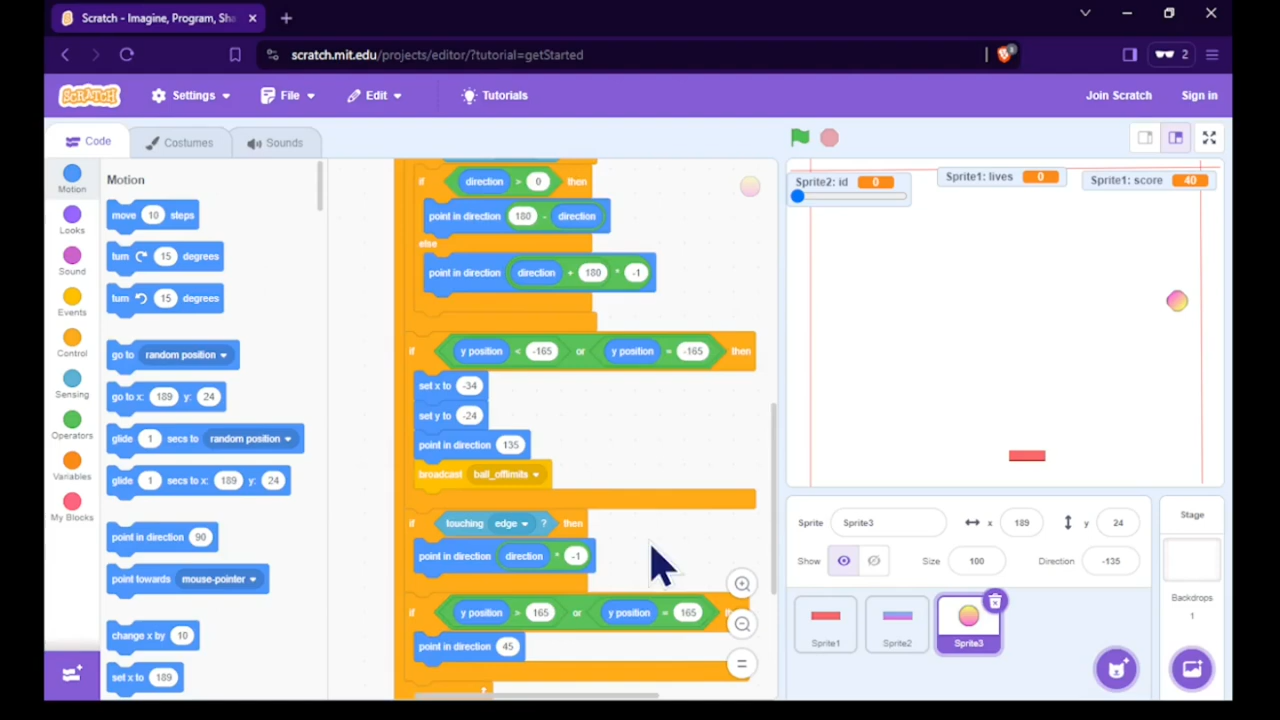 Scratch - Imagine, Program, Sha
scratch.mit.edu/projects/editor/?tutorial=getStarted
2
SCRATCH
Settings
File
Edit
Tutorials
Join Scratch
Sign in
Code
Costumes
Sounds
Motion
Looks
Sound
Events
Control
Sensing
Operators
Variables
My Blocks
Motion
move 10 steps
turn 15 degrees
turn 15 degrees
go to random position
go to x: 189 y: 24
glide 1 secs to random position
glide 1 secs to x: 189 y: 24
point in direction 90
point towards mouse-pointer
change x by 10
set x to 189
if direction > 0 then
point in direction 180 - direction
else
point in direction direction + 180 * -1
if y position < -165 or y position = -165 then
set x to -34
set y to -24
point in direction 135
broadcast ball_offlimits
if touching edge ? then
point in direction direction * -1
if y position > 165 or y position = 165
point in direction 45
Sprite2: id 0
Sprite1: lives 0
Sprite1: score 40
Sprite Sprite3 x 189 y 24
Show Size 100 Direction -135
Sprite1
Sprite2
Sprite3
Stage
Backdrops
1